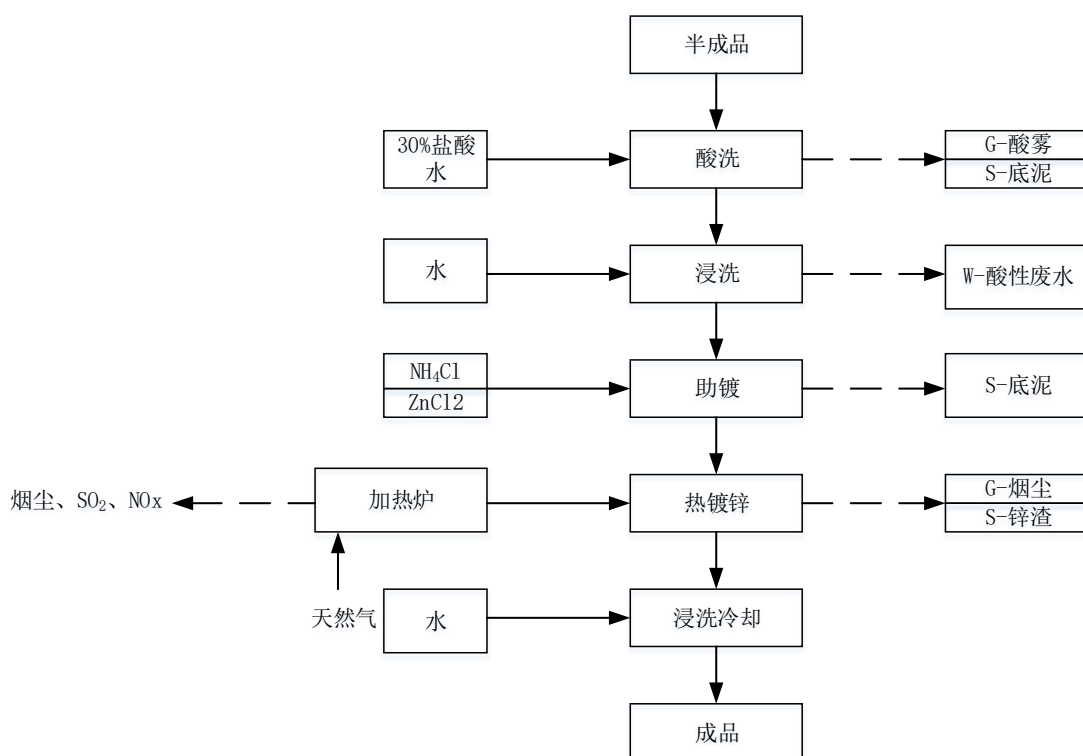 半成品
30%盐酸
水
酸洗
G-酸雾
S-底泥
水
浸洗
W-酸性废水
NH₄Cl
ZnCl2
助镀
S-底泥
烟尘、SO₂、NOx
加热炉
热镀锌
G-烟尘
S-锌渣
天然气
水
浸洗冷却
成品